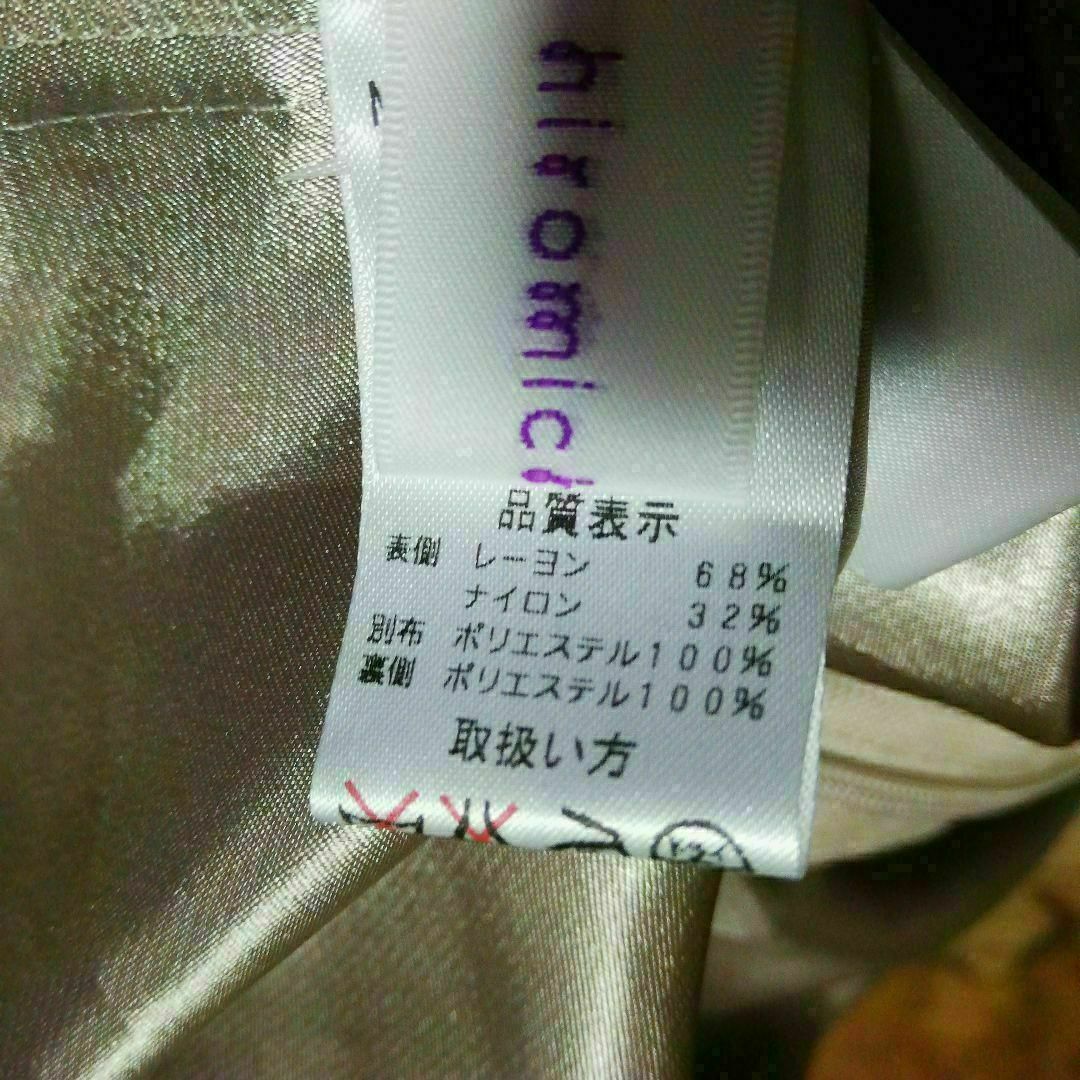 hiromichi
品質表示
表側 レーヨン 68%
ナイロン 32%
別布 ポリエステル100%
裏側 ポリエステル100%
取扱い方